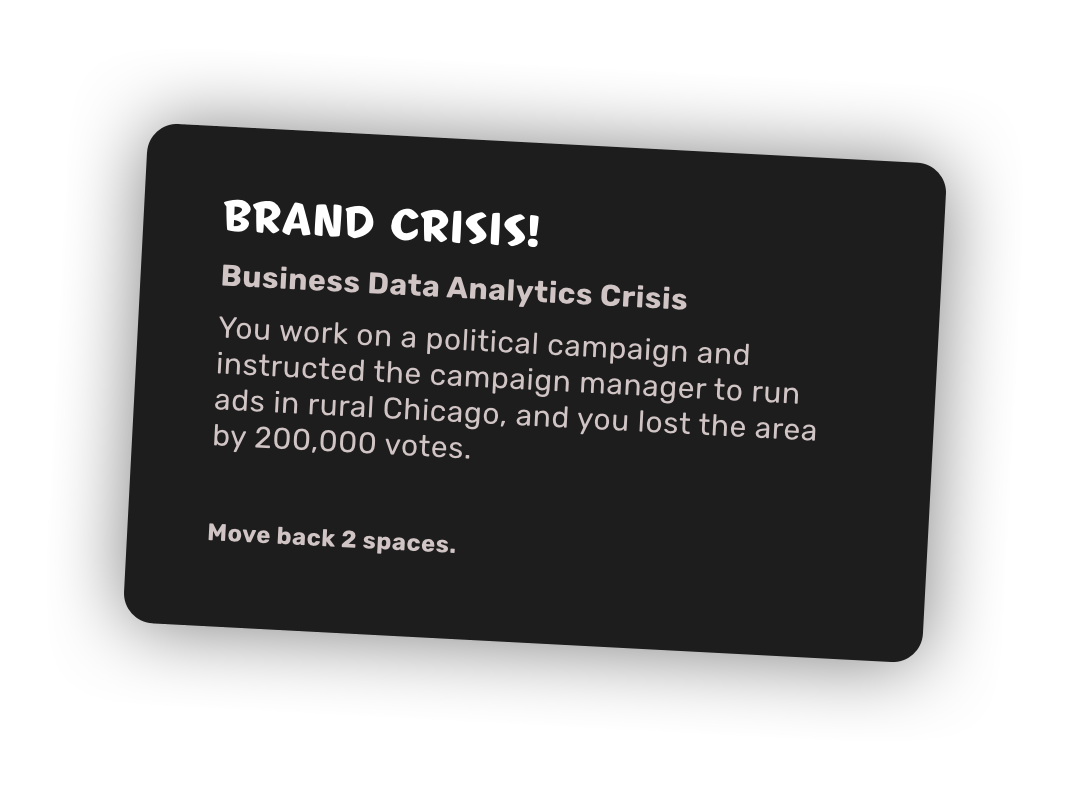 BRAND CRISIS!
Business Data Analytics Crisis
You work on a political campaign and
instructed the campaign manager to run
ads in rural Chicago, and you lost the area
by 200,000 votes.
Move back 2 spaces.